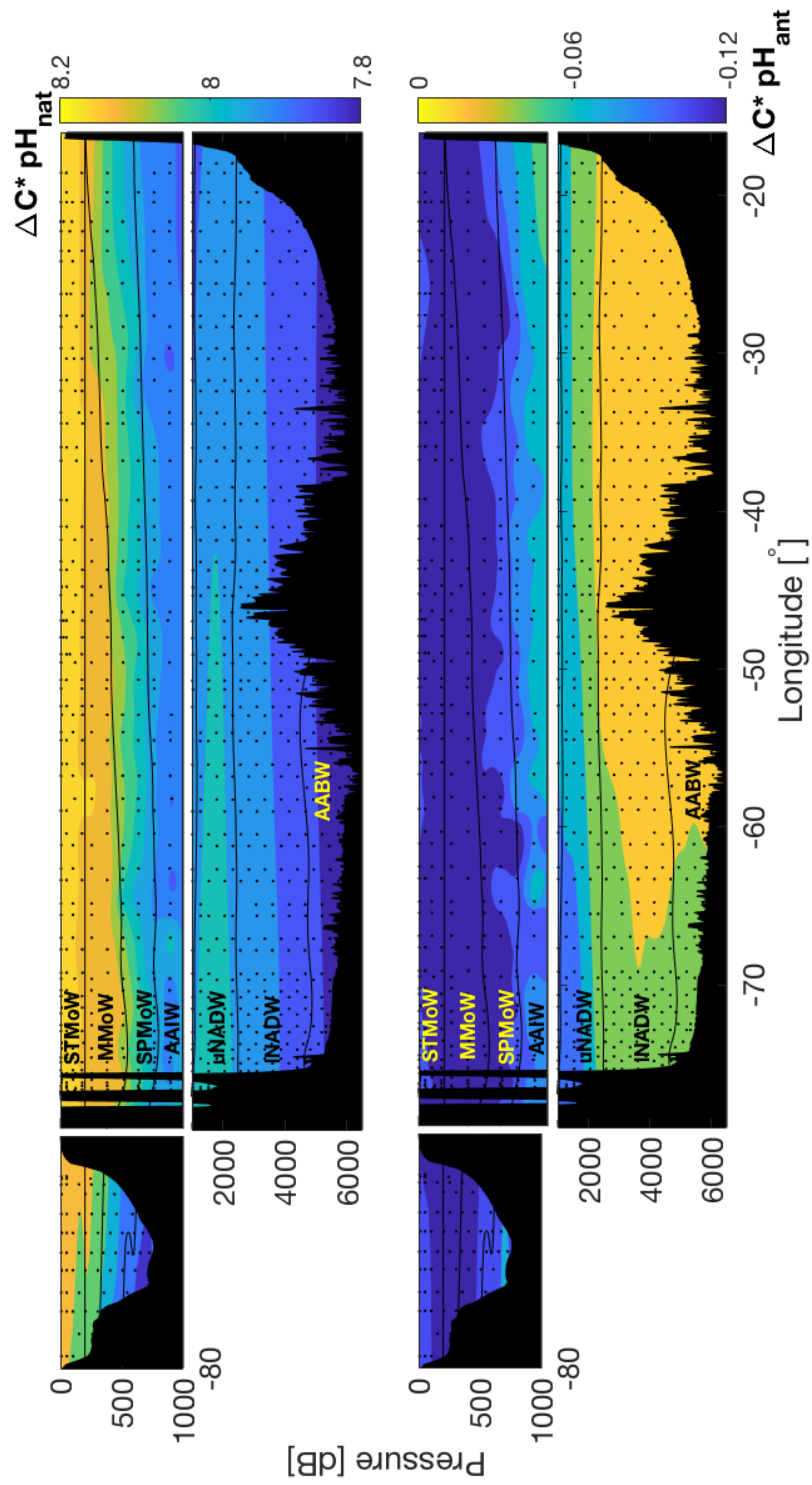 ΔC* pH_nat
8.2
8
7.8
0
500
1000
-80
2000
4000
6000
STMoW
MMoW
SPMoW
AAIW
uNADW
lNADW
AABW
Pressure [dB]
ΔC* pH_ant
0
-0.06
-0.12
0
500
1000
-80
2000
4000
6000
STMoW
MMoW
SPMoW
AAIW
uNADW
lNADW
AABW
-70 -60 -50 -40 -30 -20
Longitude [°]